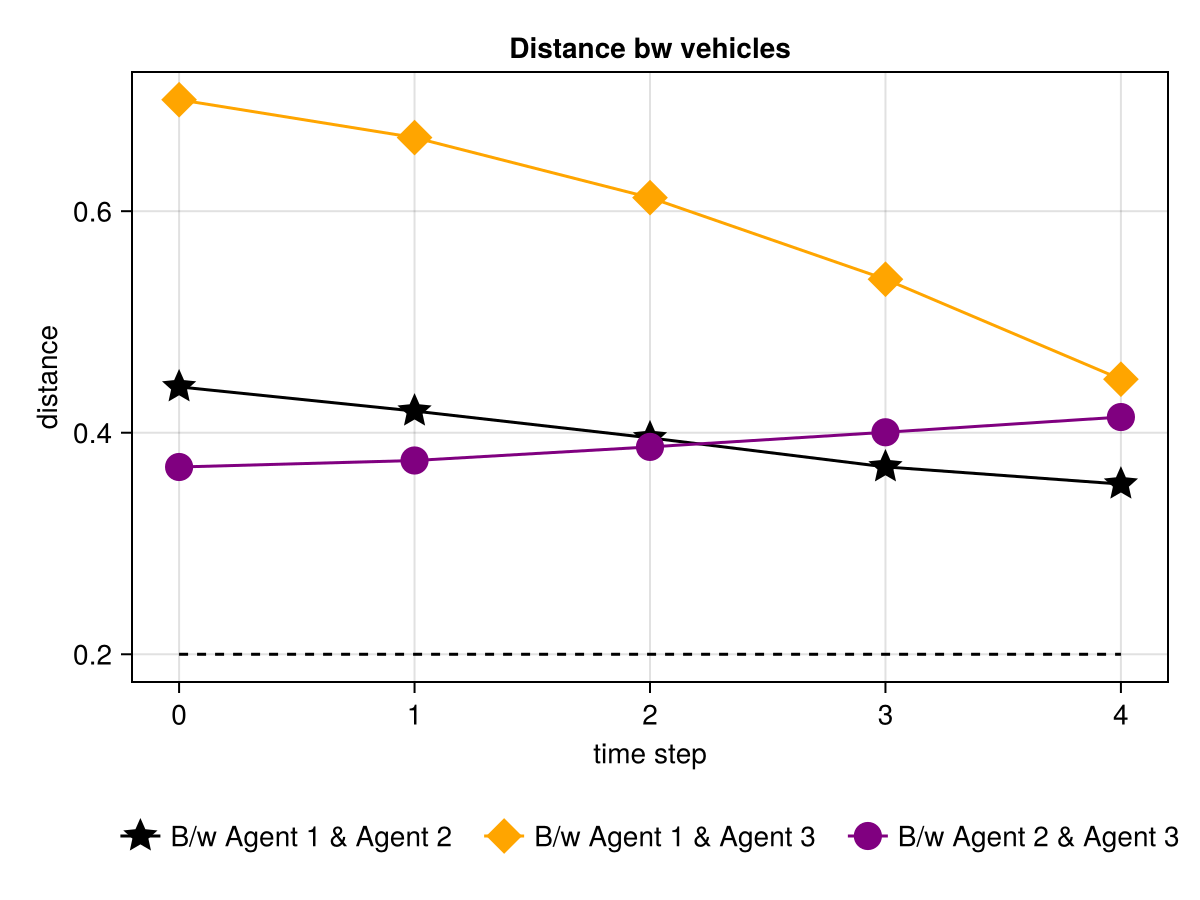 Distance bw vehicles
distance
0.6
0.4
0.2
0 1 2 3 4
time step
B/w Agent 1 & Agent 2 B/w Agent 1 & Agent 3 B/w Agent 2 & Agent 3